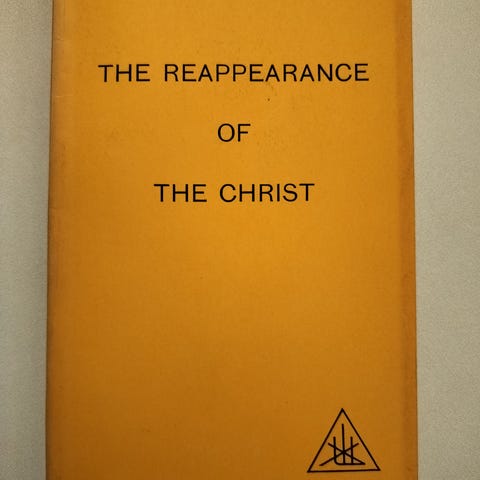 THE REAPPEARANCE
OF
THE CHRIST